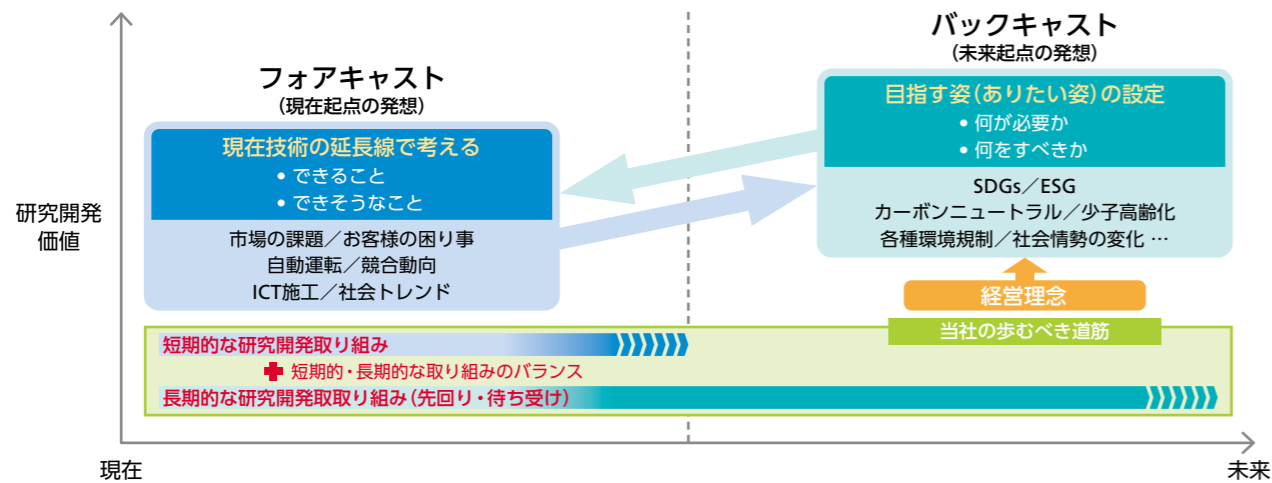 バックキャスト
(未来起点の発想)
目指す姿(ありたい姿)の設定
• 何が必要か
• 何をすべきか
SDGs／ESG
カーボンニュートラル／少子高齢化
各種環境規制／社会情勢の変化 …
経営理念
当社の歩むべき道筋
フォアキャスト
(現在起点の発想)
現在技術の延長線で考える
• できること
• できそうなこと
市場の課題／お客様の困り事
自動運転／競合動向
ICT施工／社会トレンド
研究開発
価値
短期的な研究開発取り組み
短期的・長期的な取り組みのバランス
長期的な研究開発取取り組み(先回り・待ち受け)
現在
未来